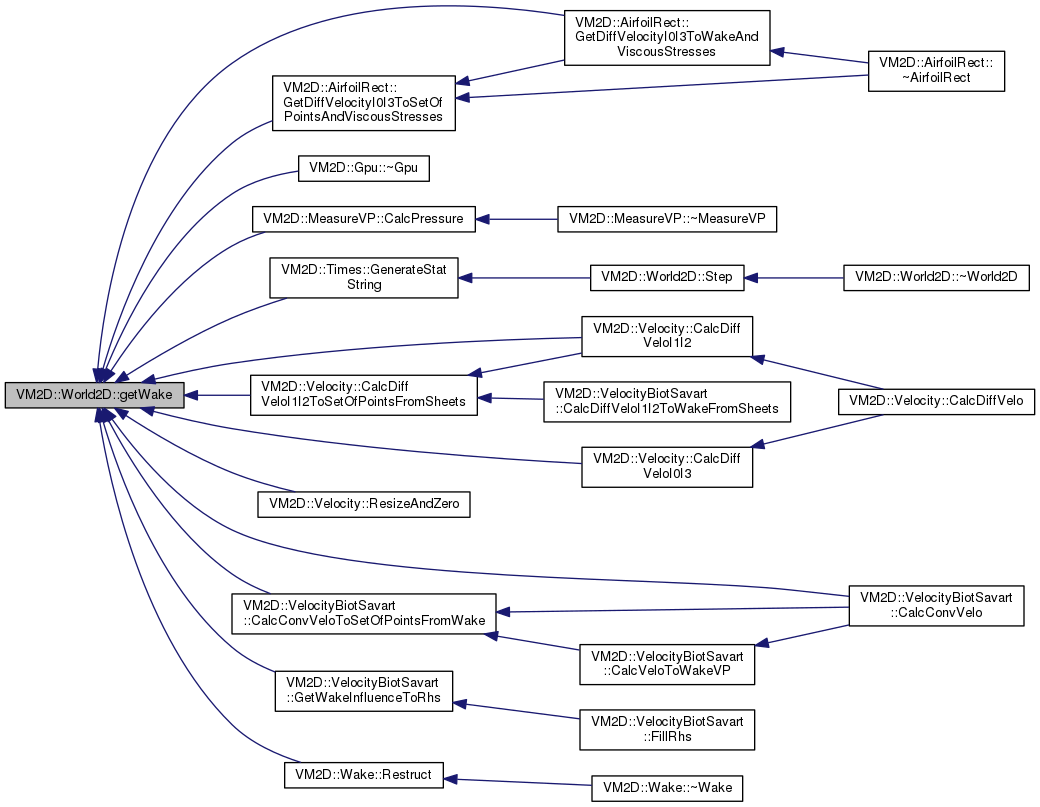 VM2D::AirfoilRect::
GetDiffVelocityI0I3ToWakeAnd
ViscousStresses
VM2D::AirfoilRect::
~AirfoilRect
VM2D::AirfoilRect::
GetDiffVelocityI0I3ToSetOf
PointsAndViscousStresses
VM2D::Gpu::~Gpu
VM2D::MeasureVP::CalcPressure
VM2D::MeasureVP::~MeasureVP
VM2D::Times::GenerateStat
String
VM2D::World2D::Step
VM2D::World2D::~World2D
VM2D::Velocity::CalcDiff
VeloI1I2
VM2D::World2D::getWake
VM2D::Velocity::CalcDiff
VeloI1I2ToSetOfPointsFromSheets
VM2D::VelocityBiotSavart
::CalcDiffVeloI1I2ToWakeFromSheets
VM2D::Velocity::CalcDiffVelo
VM2D::Velocity::CalcDiff
VeloI0I3
VM2D::Velocity::ResizeAndZero
VM2D::VelocityBiotSavart
::CalcConvVelo
VM2D::VelocityBiotSavart
::CalcConvVeloToSetOfPointsFromWake
VM2D::VelocityBiotSavart
::CalcVeloToWakeVP
VM2D::VelocityBiotSavart
::GetWakeInfluenceToRhs
VM2D::VelocityBiotSavart
::FillRhs
VM2D::Wake::Restruct
VM2D::Wake::~Wake